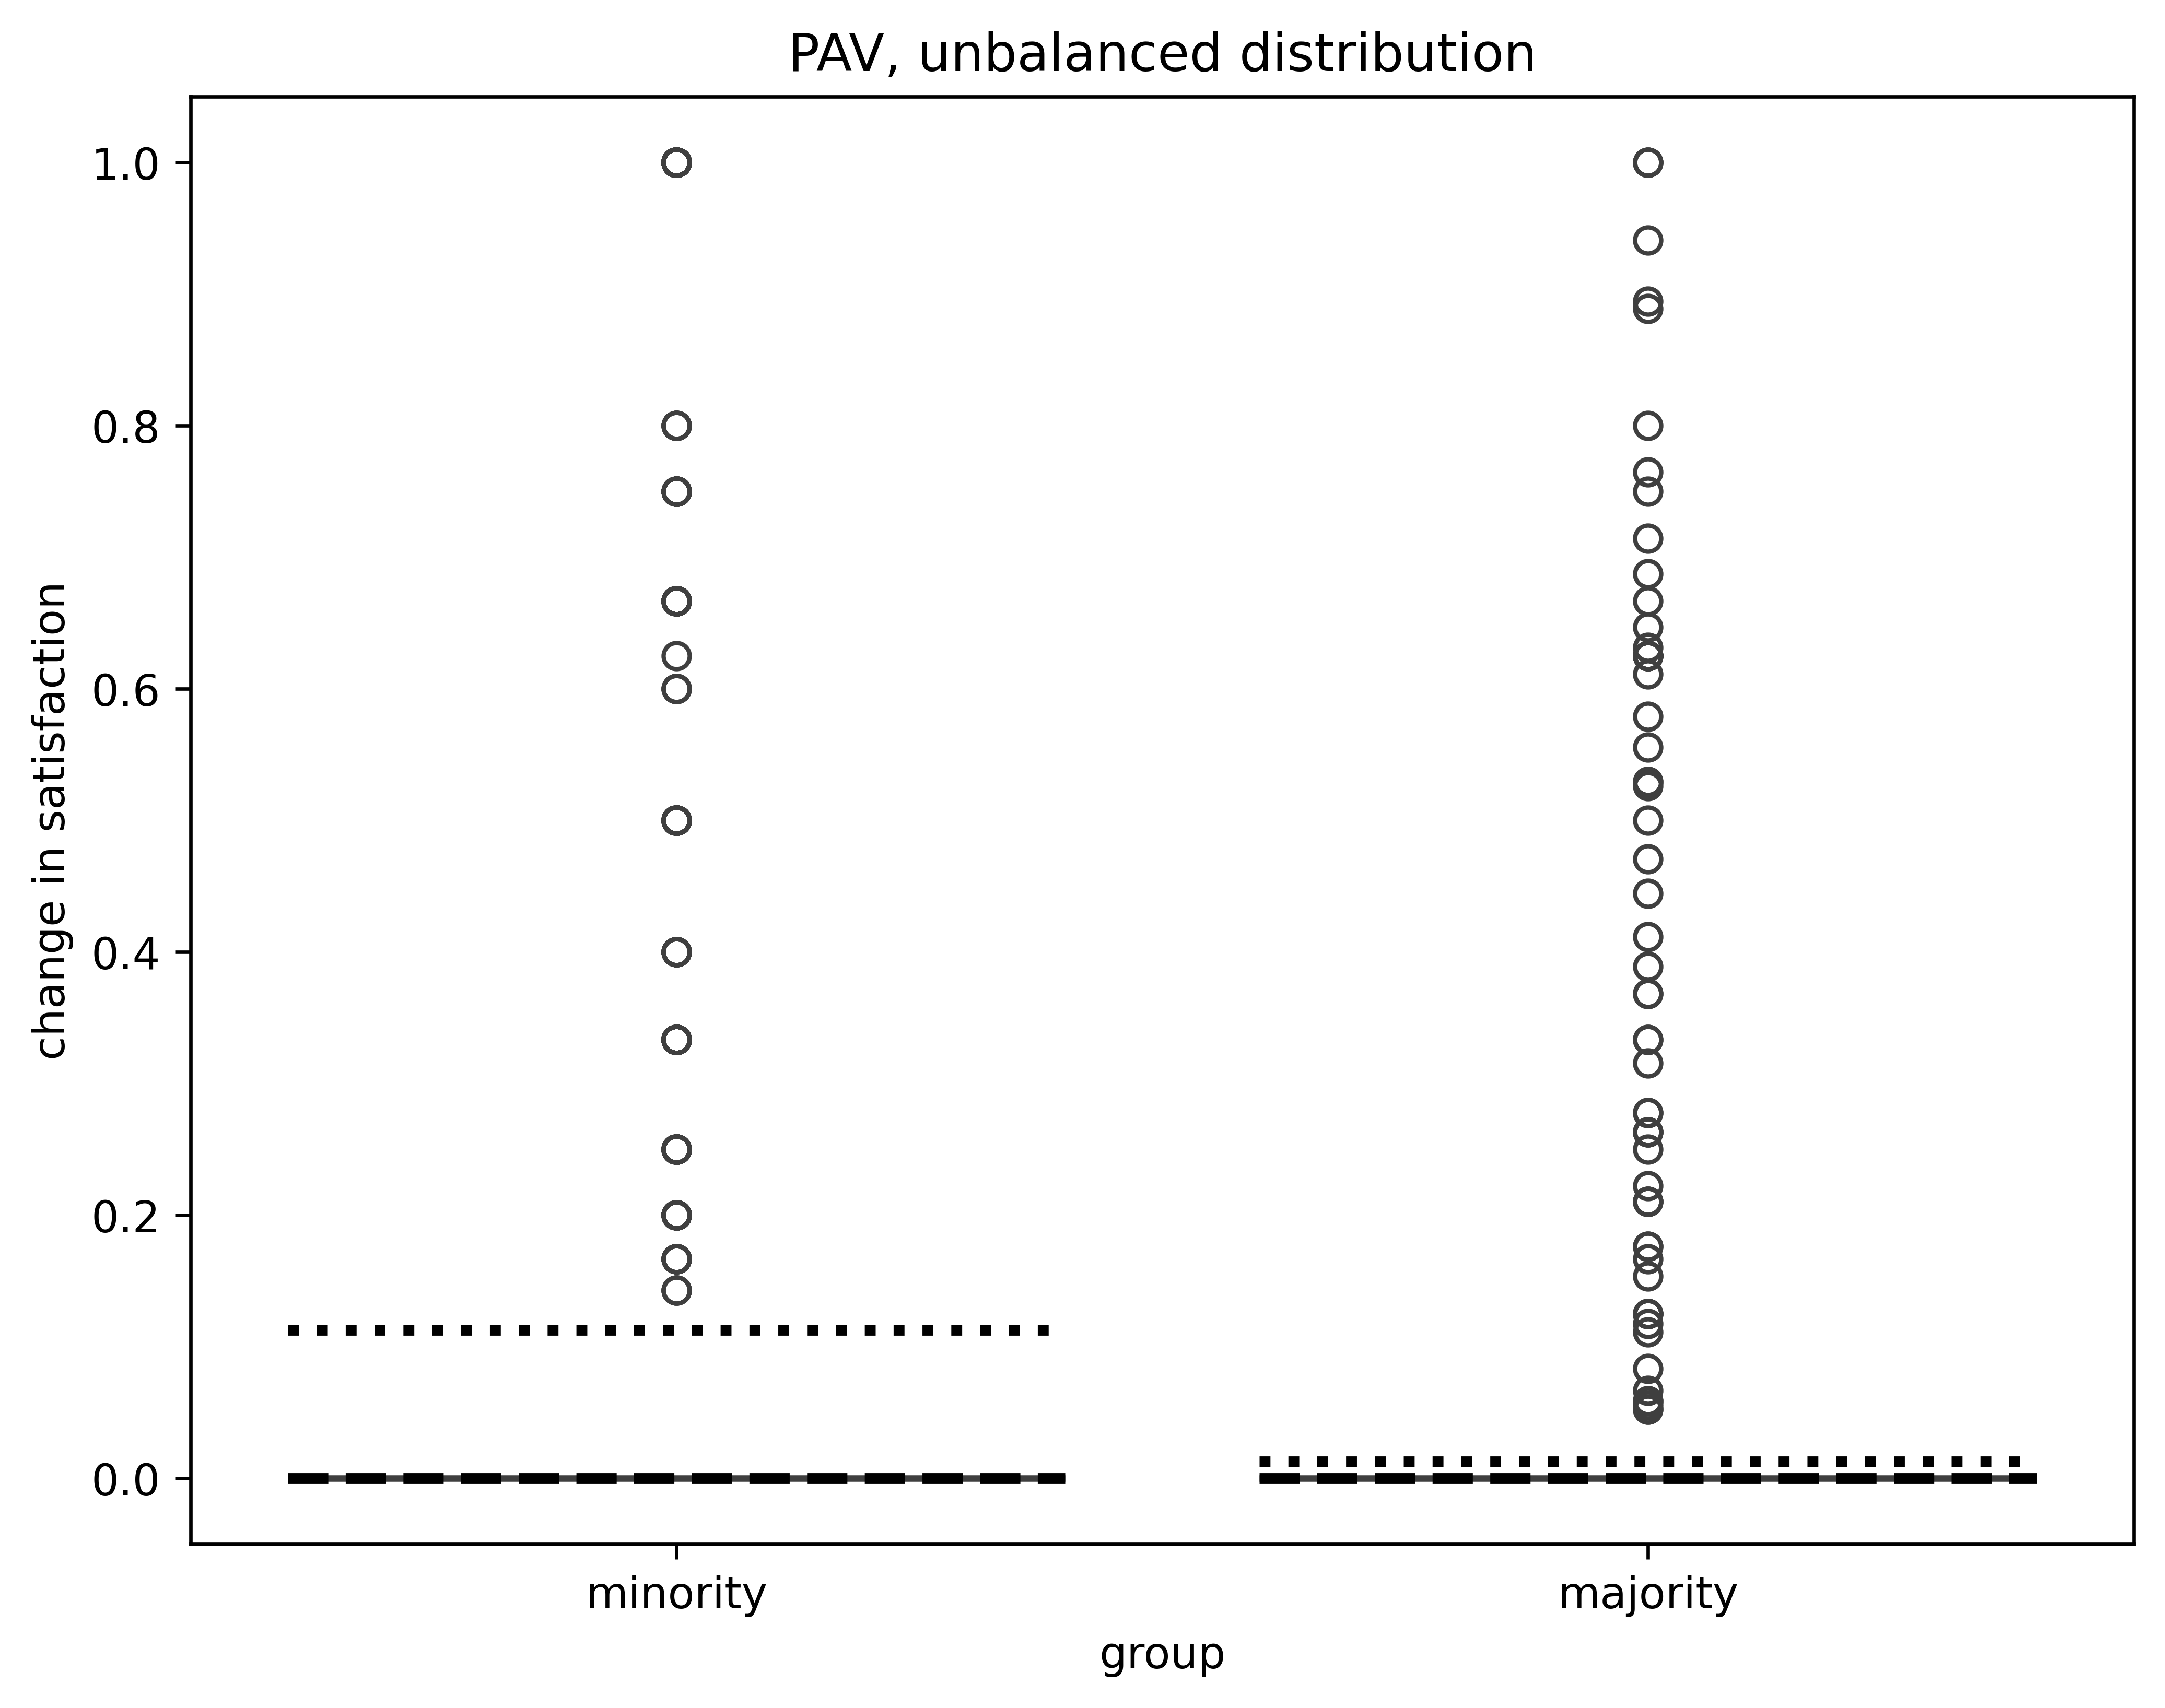 PAV, unbalanced distribution
change in satisfaction
1.0
0.8
0.6
0.4
0.2
0.0
minority
majority
group